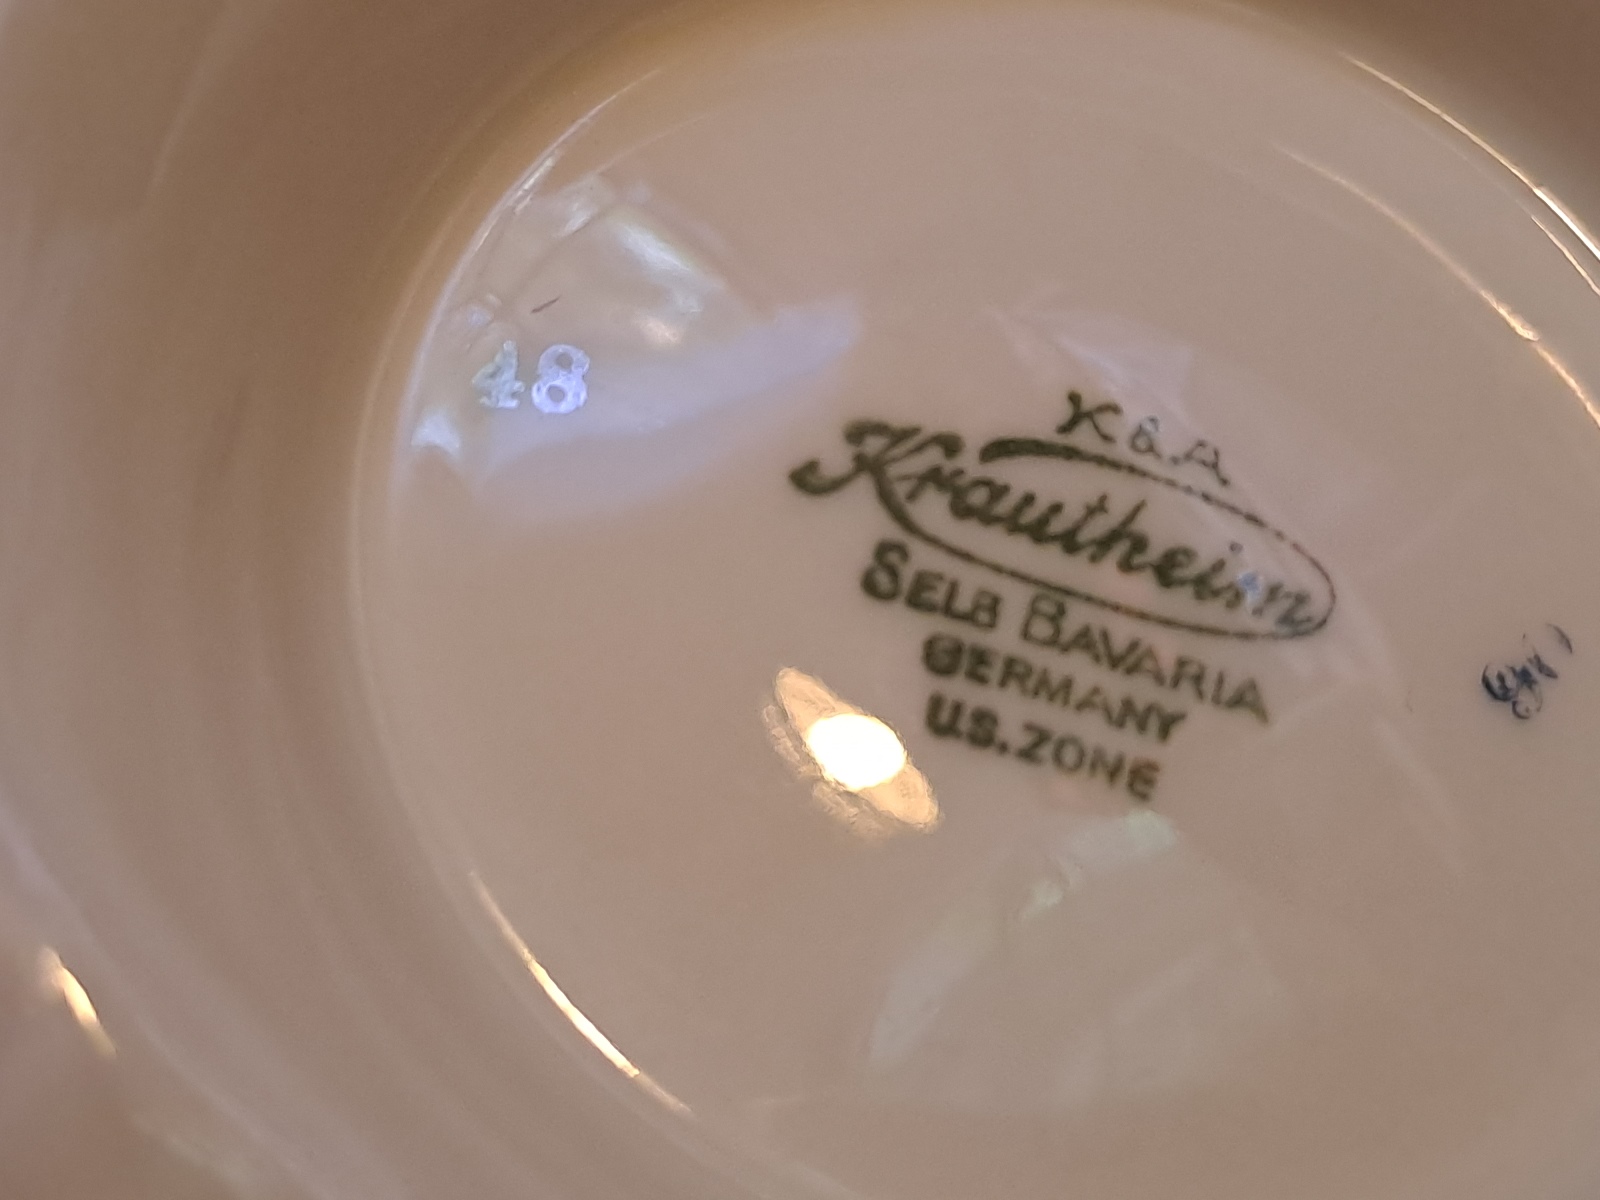 48
K & A
Krautheim
SELB BAVARIA
GERMANY
U.S. ZONE